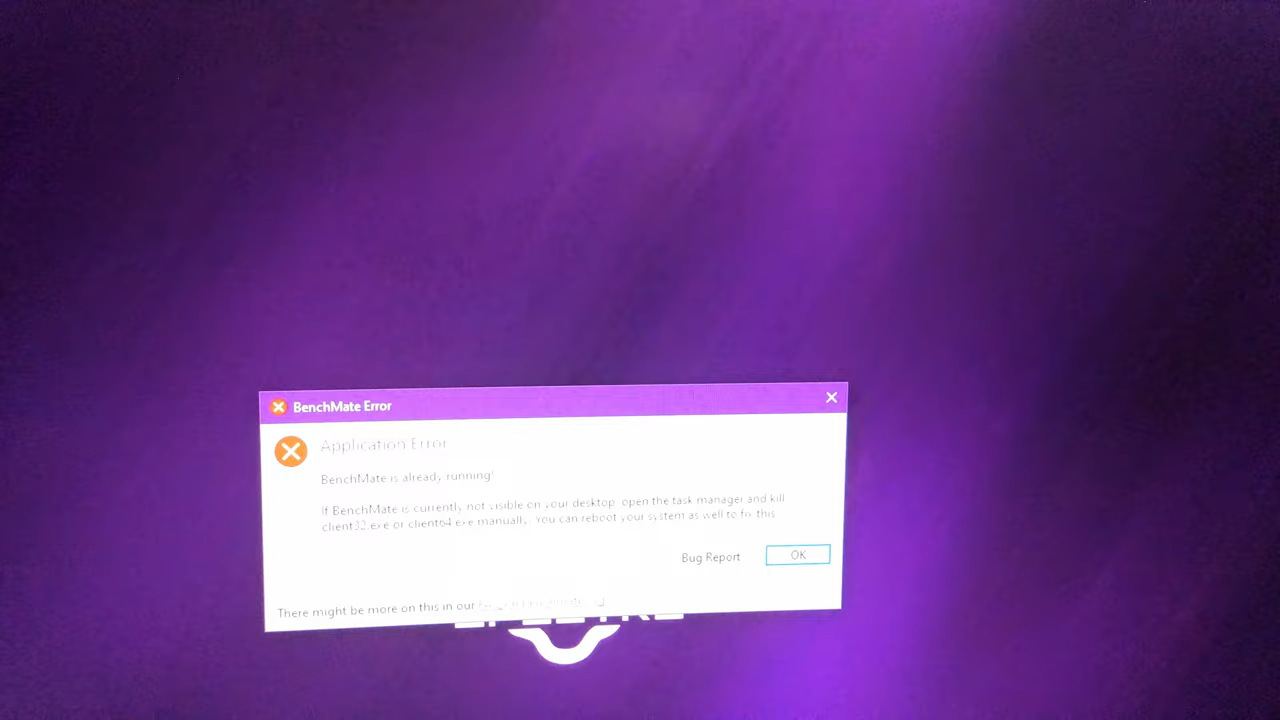 BenchMate Error
Application Error
BenchMate is already running!
If BenchMate is currently not visible on your desktop, open the task manager and kill
client32.exe or client64.exe manually. You can reboot your system as well to fix this.
Bug Report
OK
There might be more on this in our